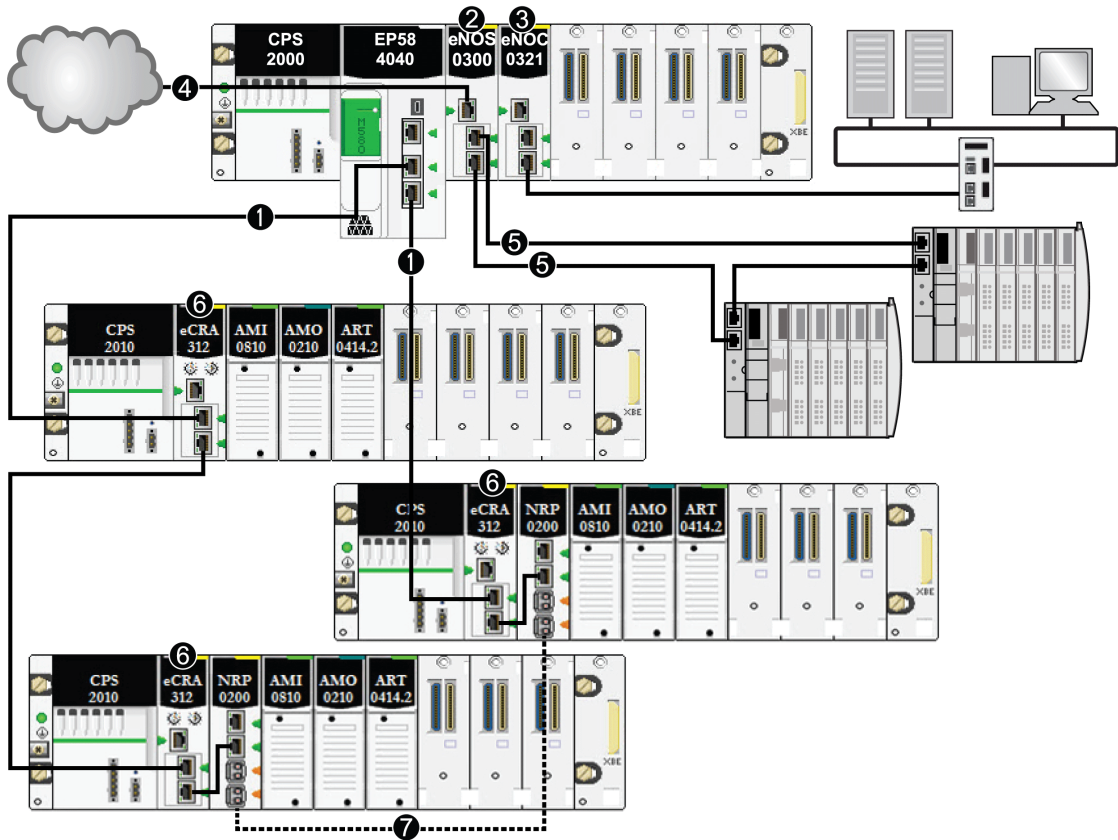 2
3
CPS
2000
EP58
4040
eNOS
0300
eNOC
0321
4
XBE
1
1
5
5
6
CPS
2010
eCRA
312
AMI
0810
AMO
0210
ART
0414.2
XBE
6
CPS
2010
eCRA
312
NRP
0200
AMI
0810
AMO
0210
ART
0414.2
XBE
6
CPS
2010
eCRA
312
NRP
0200
AMI
0810
AMO
0210
ART
0414.2
XBE
7